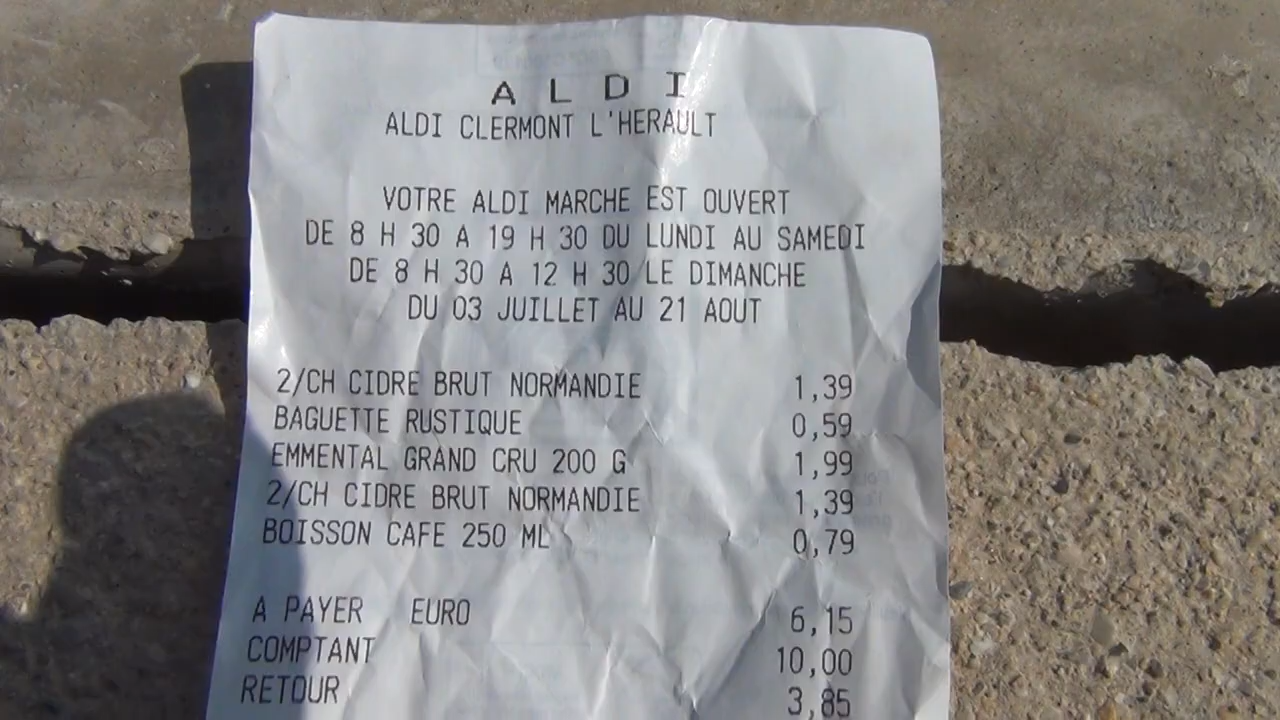 A L D I
ALDI CLERMONT L'HERAULT
VOTRE ALDI MARCHE EST OUVERT
DE 8 H 30 A 19 H 30 DU LUNDI AU SAMEDI
DE 8 H 30 A 12 H 30 LE DIMANCHE
DU 03 JUILLET AU 21 AOUT
2/CH CIDRE BRUT NORMANDIE 1,39
BAGUETTE RUSTIQUE 0,59
EMMENTAL GRAND CRU 200 G 1,99
2/CH CIDRE BRUT NORMANDIE 1,39
BOISSON CAFE 250 ML 0,79
A PAYER EURO 6,15
COMPTANT 10,00
RETOUR 3,85